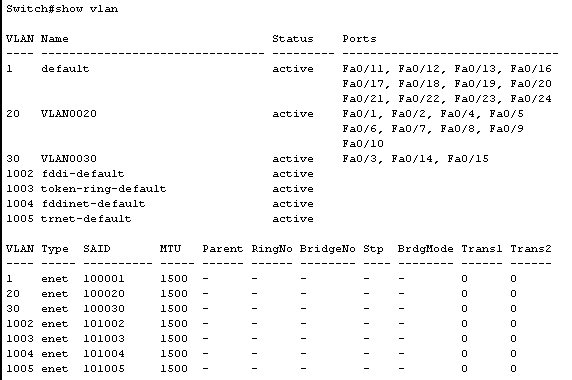 Switch#show vlan

VLAN Name                             Status    Ports
---- -------------------------------- --------- -------------------------------
1    default                          active    Fa0/11, Fa0/12, Fa0/13, Fa0/16
                                                Fa0/17, Fa0/18, Fa0/19, Fa0/20
                                                Fa0/21, Fa0/22, Fa0/23, Fa0/24
20   VLAN0020                         active    Fa0/1, Fa0/2, Fa0/4, Fa0/5
                                                Fa0/6, Fa0/7, Fa0/8, Fa0/9
                                                Fa0/10
30   VLAN0030                         active    Fa0/3, Fa0/14, Fa0/15
1002 fddi-default                     active
1003 token-ring-default               active
1004 fddinet-default                  active
1005 trnet-default                    active

VLAN Type  SAID       MTU   Parent RingNo BridgeNo Stp  BrdgMode Trans1 Trans2
---- ----- ---------- ----- ------ ------ -------- ---- -------- ------ ------
1    enet  100001     1500  -      -      -        -    -        0      0
20   enet  100020     1500  -      -      -        -    -        0      0
30   enet  100030     1500  -      -      -        -    -        0      0
1002 enet  101002     1500  -      -      -        -    -        0      0
1003 enet  101003     1500  -      -      -        -    -        0      0
1004 enet  101004     1500  -      -      -        -    -        0      0
1005 enet  101005     1500  -      -      -        -    -        0      0